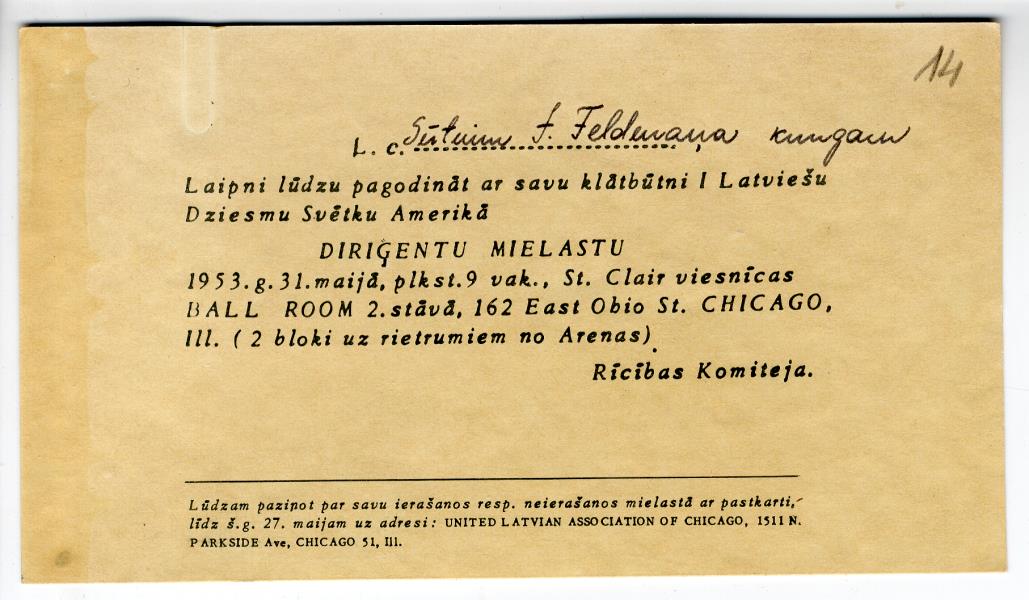 14
L. c. Sūtnim J. Feldmaņa kungam
Laipni lūdzu pagodināt ar savu klātbūtni I Latviešu
Dziesmu Svētku Amerikā
DIRIĢENTU MIELASTU
1953.g.31.maijā, plkst.9 vak., St. Clair viesnīcas
BALL ROOM 2.stāvā, 162 East Ohio St. CHICAGO,
Ill. ( 2 bloki uz rietrumiem no Arenas).
Rīcības Komiteja.
Lūdzam paziņot par savu ierašanos resp. neierašanos mielastā ar pastkarti,
līdz š.g. 27. maijam uz adresi: UNITED LATVIAN ASSOCIATION OF CHICAGO, 1511 N.
PARKSIDE Ave, CHICAGO 51, Ill.